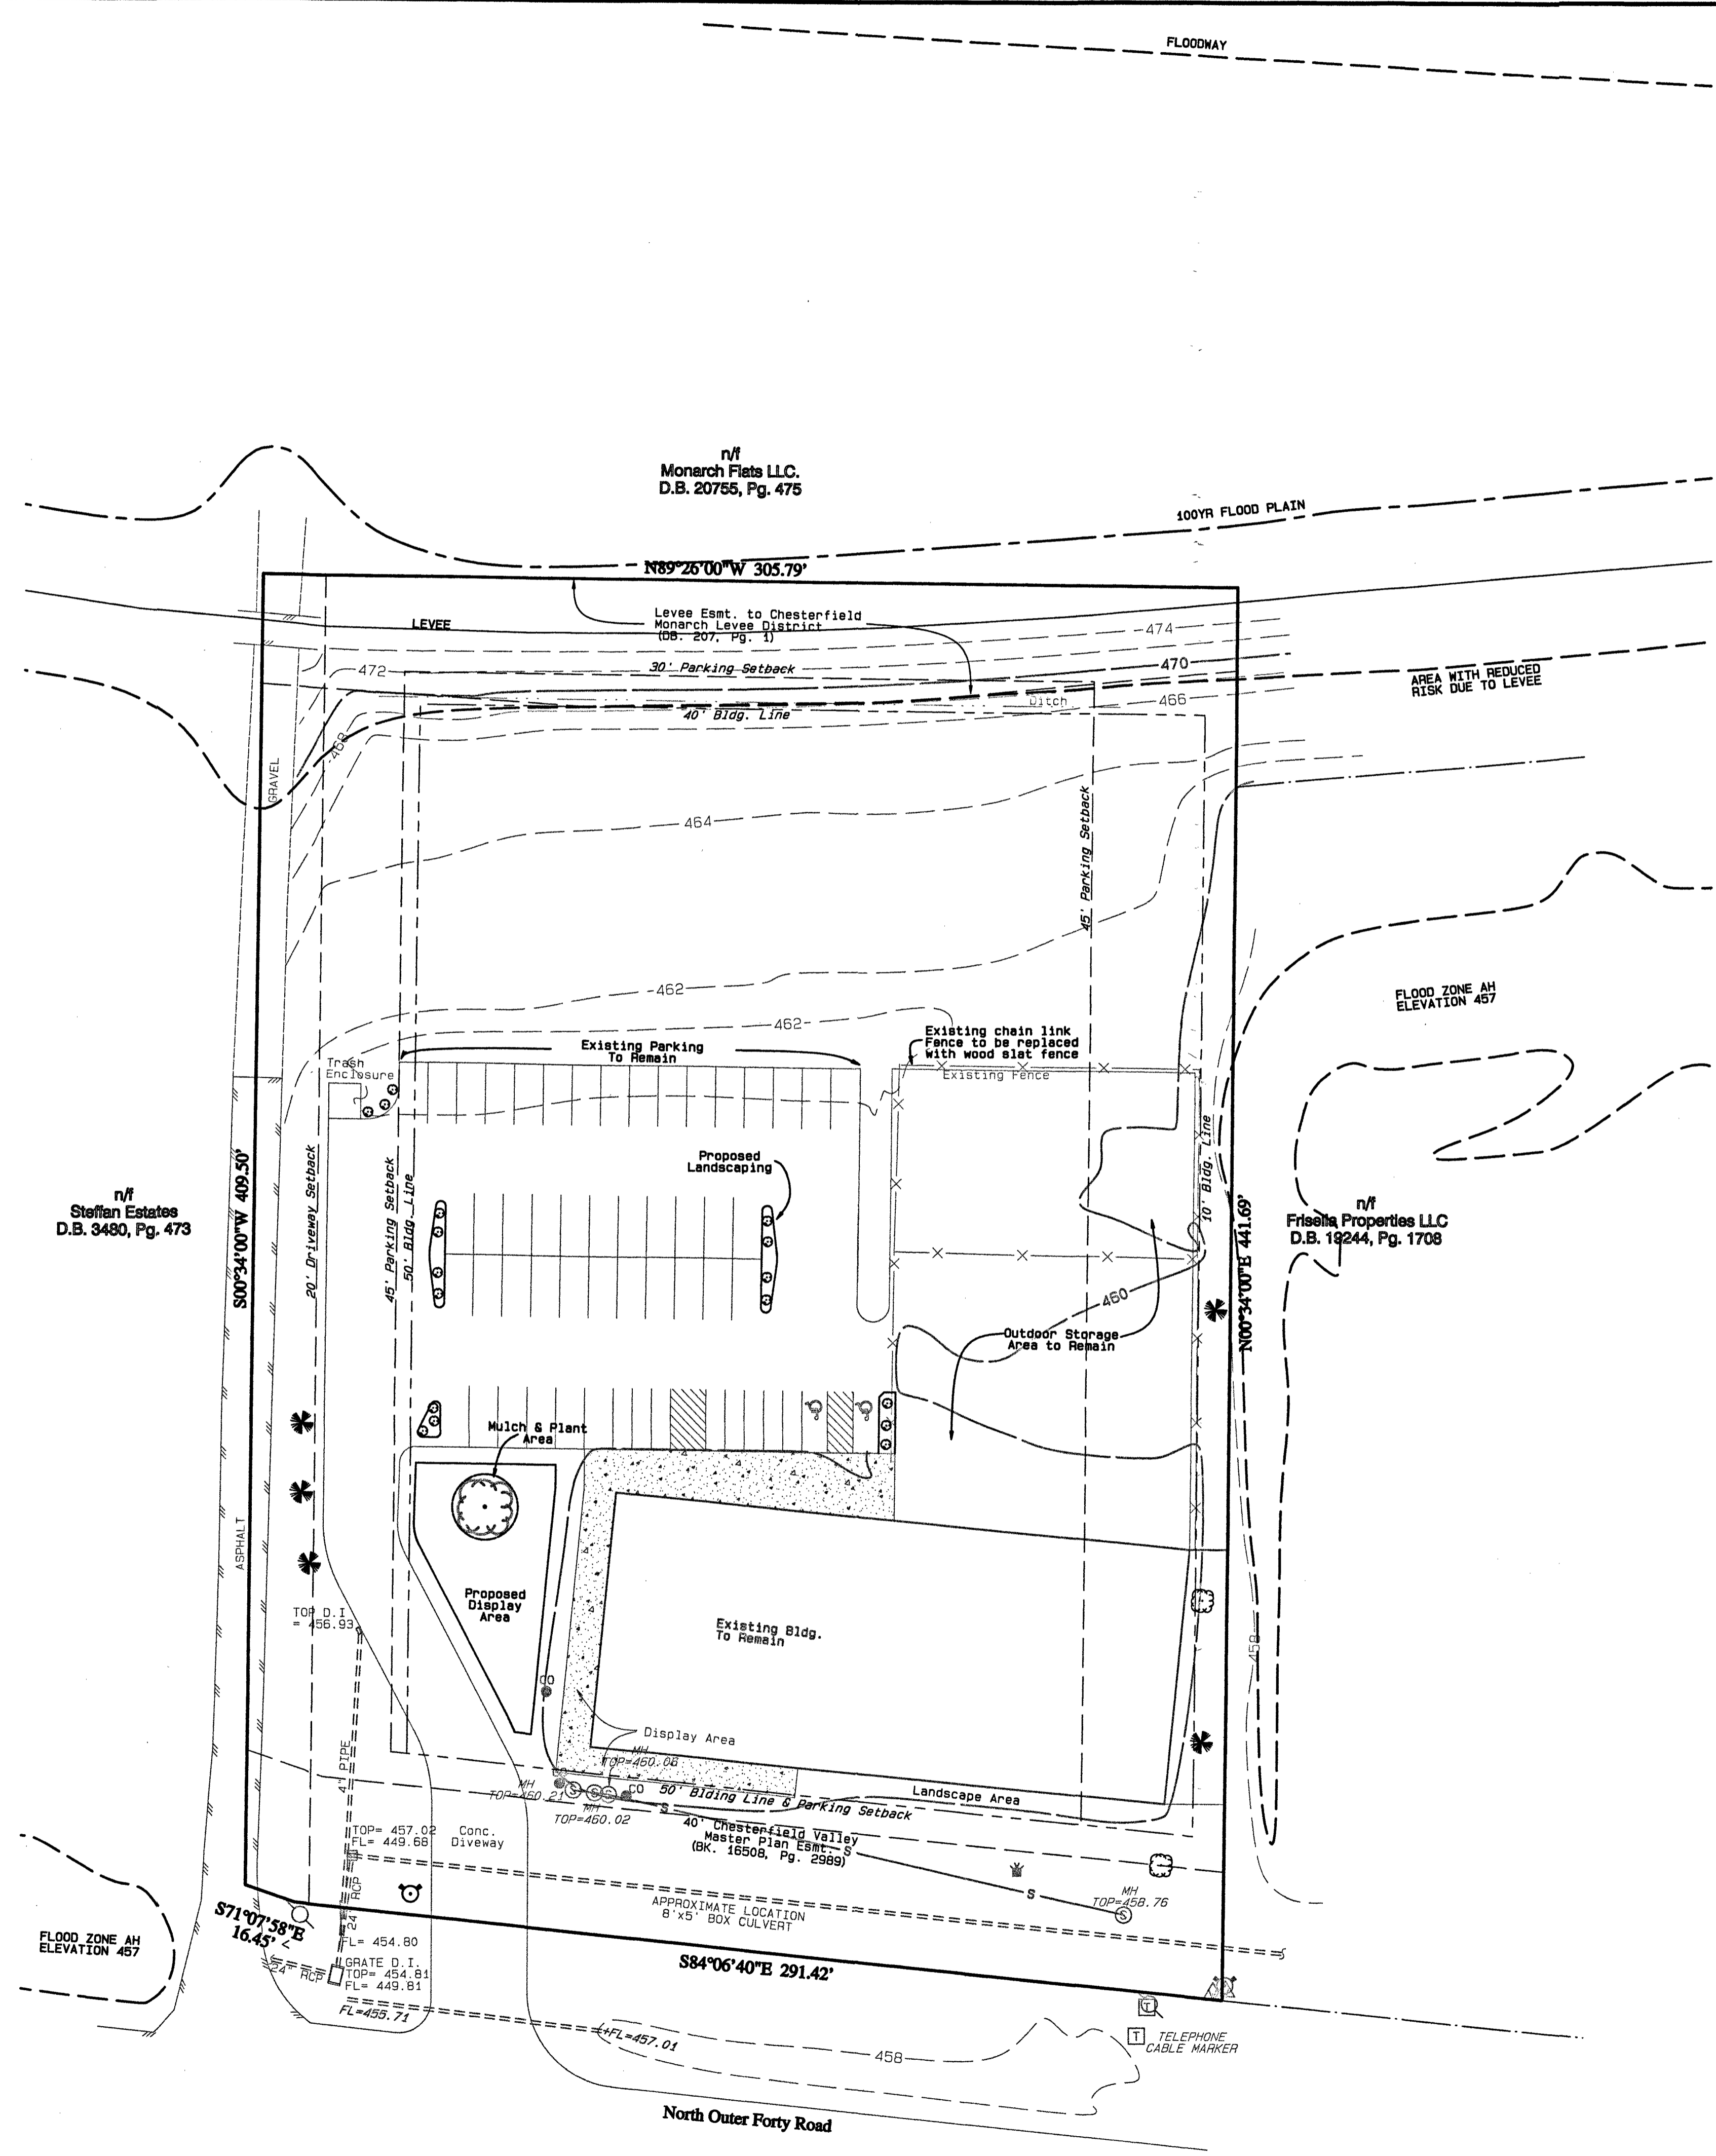 FLOODWAY
n/f
Monarch Flats LLC.
D.B. 20755, Pg. 475
100YR FLOOD PLAIN
N89°26'00"W 305.79'
Levee Esmt. to Chesterfield
Monarch Levee District
(DB. 207, Pg. 1)
LEVEE
474
472
30' Parking Setback
470
AREA WITH REDUCED
RISK DUE TO LEVEE
Ditch
466
40' Bldg. Line
468
GRAVEL
45' Parking Setback
464
462
FLOOD ZONE AH
ELEVATION 457
462
Existing chain link
Fence to be replaced
with wood slat fence
Existing Parking
To Remain
Trash
Enclosure
Existing Fence
10' Bldg. Line
Proposed
Landscaping
S00°34'00"W 409.50'
20' Driveway Setback
45' Parking Setback
50' Bldg. Line
n/f
Steffan Estates
D.B. 3480, Pg. 473
n/f
Frisella Properties LLC
D.B. 19244, Pg. 1708
N00°34'00"E 441.69'
460
Outdoor Storage
Area to Remain
Mulch & Plant
Area
ASPHALT
Proposed
Display
Area
TOP D.I
= 456.93
Existing Bldg.
To Remain
458
CO
Display Area
MH
TOP=460.06
4" PIPE
CO
MH
TOP=460.21
CO
MH
TOP=460.02
S
50' Blding Line & Parking Setback
Landscape Area
TOP= 457.02
FL= 449.68
Conc.
Diveway
40' Chesterfield Valley
Master Plan Esmt.
(BK. 16508, Pg. 2989)
S
S
MH
TOP=458.76
S
24" RCP
APPROXIMATE LOCATION
8'x5' BOX CULVERT
S71°07'58"E
16.45'
FL= 454.80
FLOOD ZONE AH
ELEVATION 457
24" RCP
GRATE D.I.
TOP= 454.81
FL= 449.81
S84°06'40"E 291.42'
FL=455.71
FL=457.01
T
T TELEPHONE
CABLE MARKER
458
North Outer Forty Road